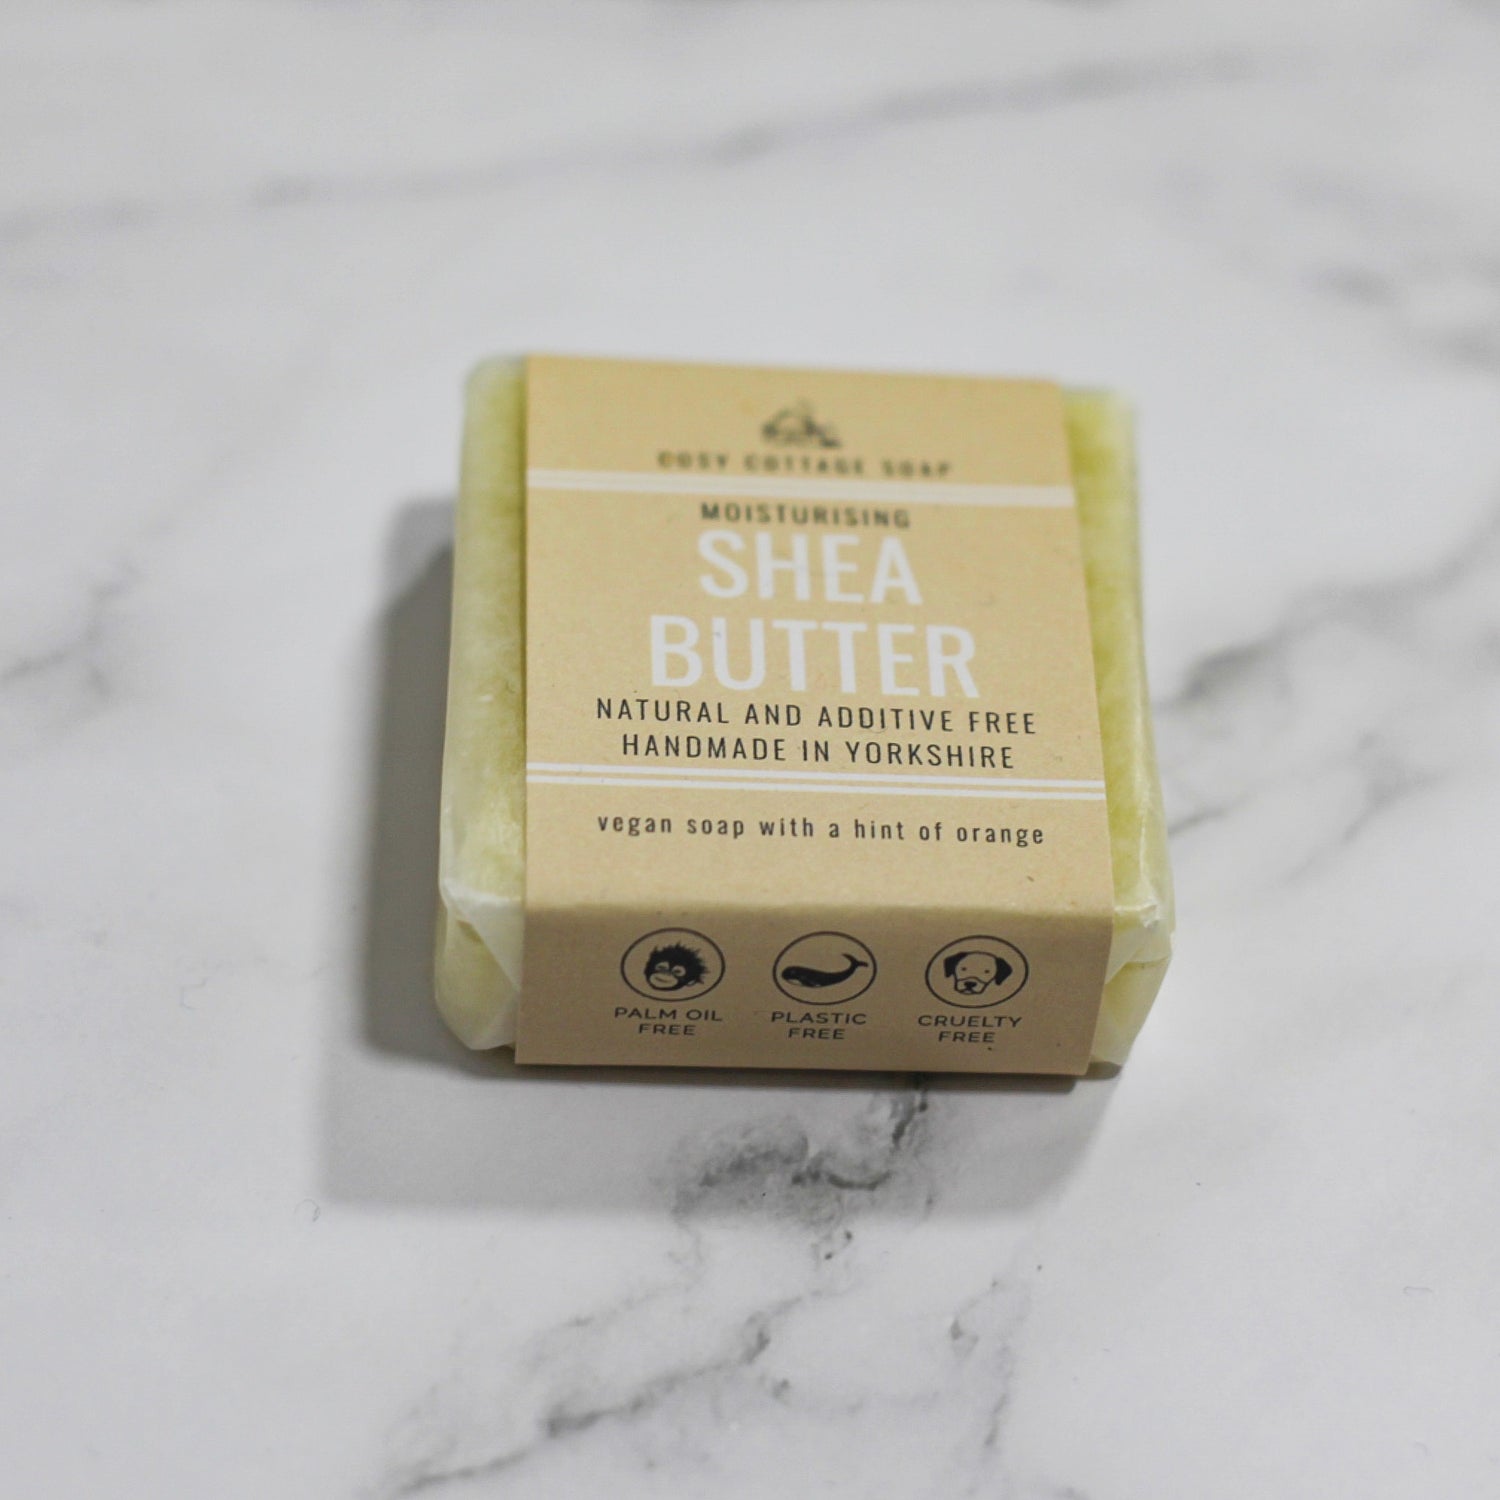 COSY COTTAGE SOAP
MOISTURISING
SHEA
BUTTER
NATURAL AND ADDITIVE FREE
HANDMADE IN YORKSHIRE
vegan soap with a hint of orange
PALM OIL
FREE
PLASTIC
FREE
CRUELTY
FREE